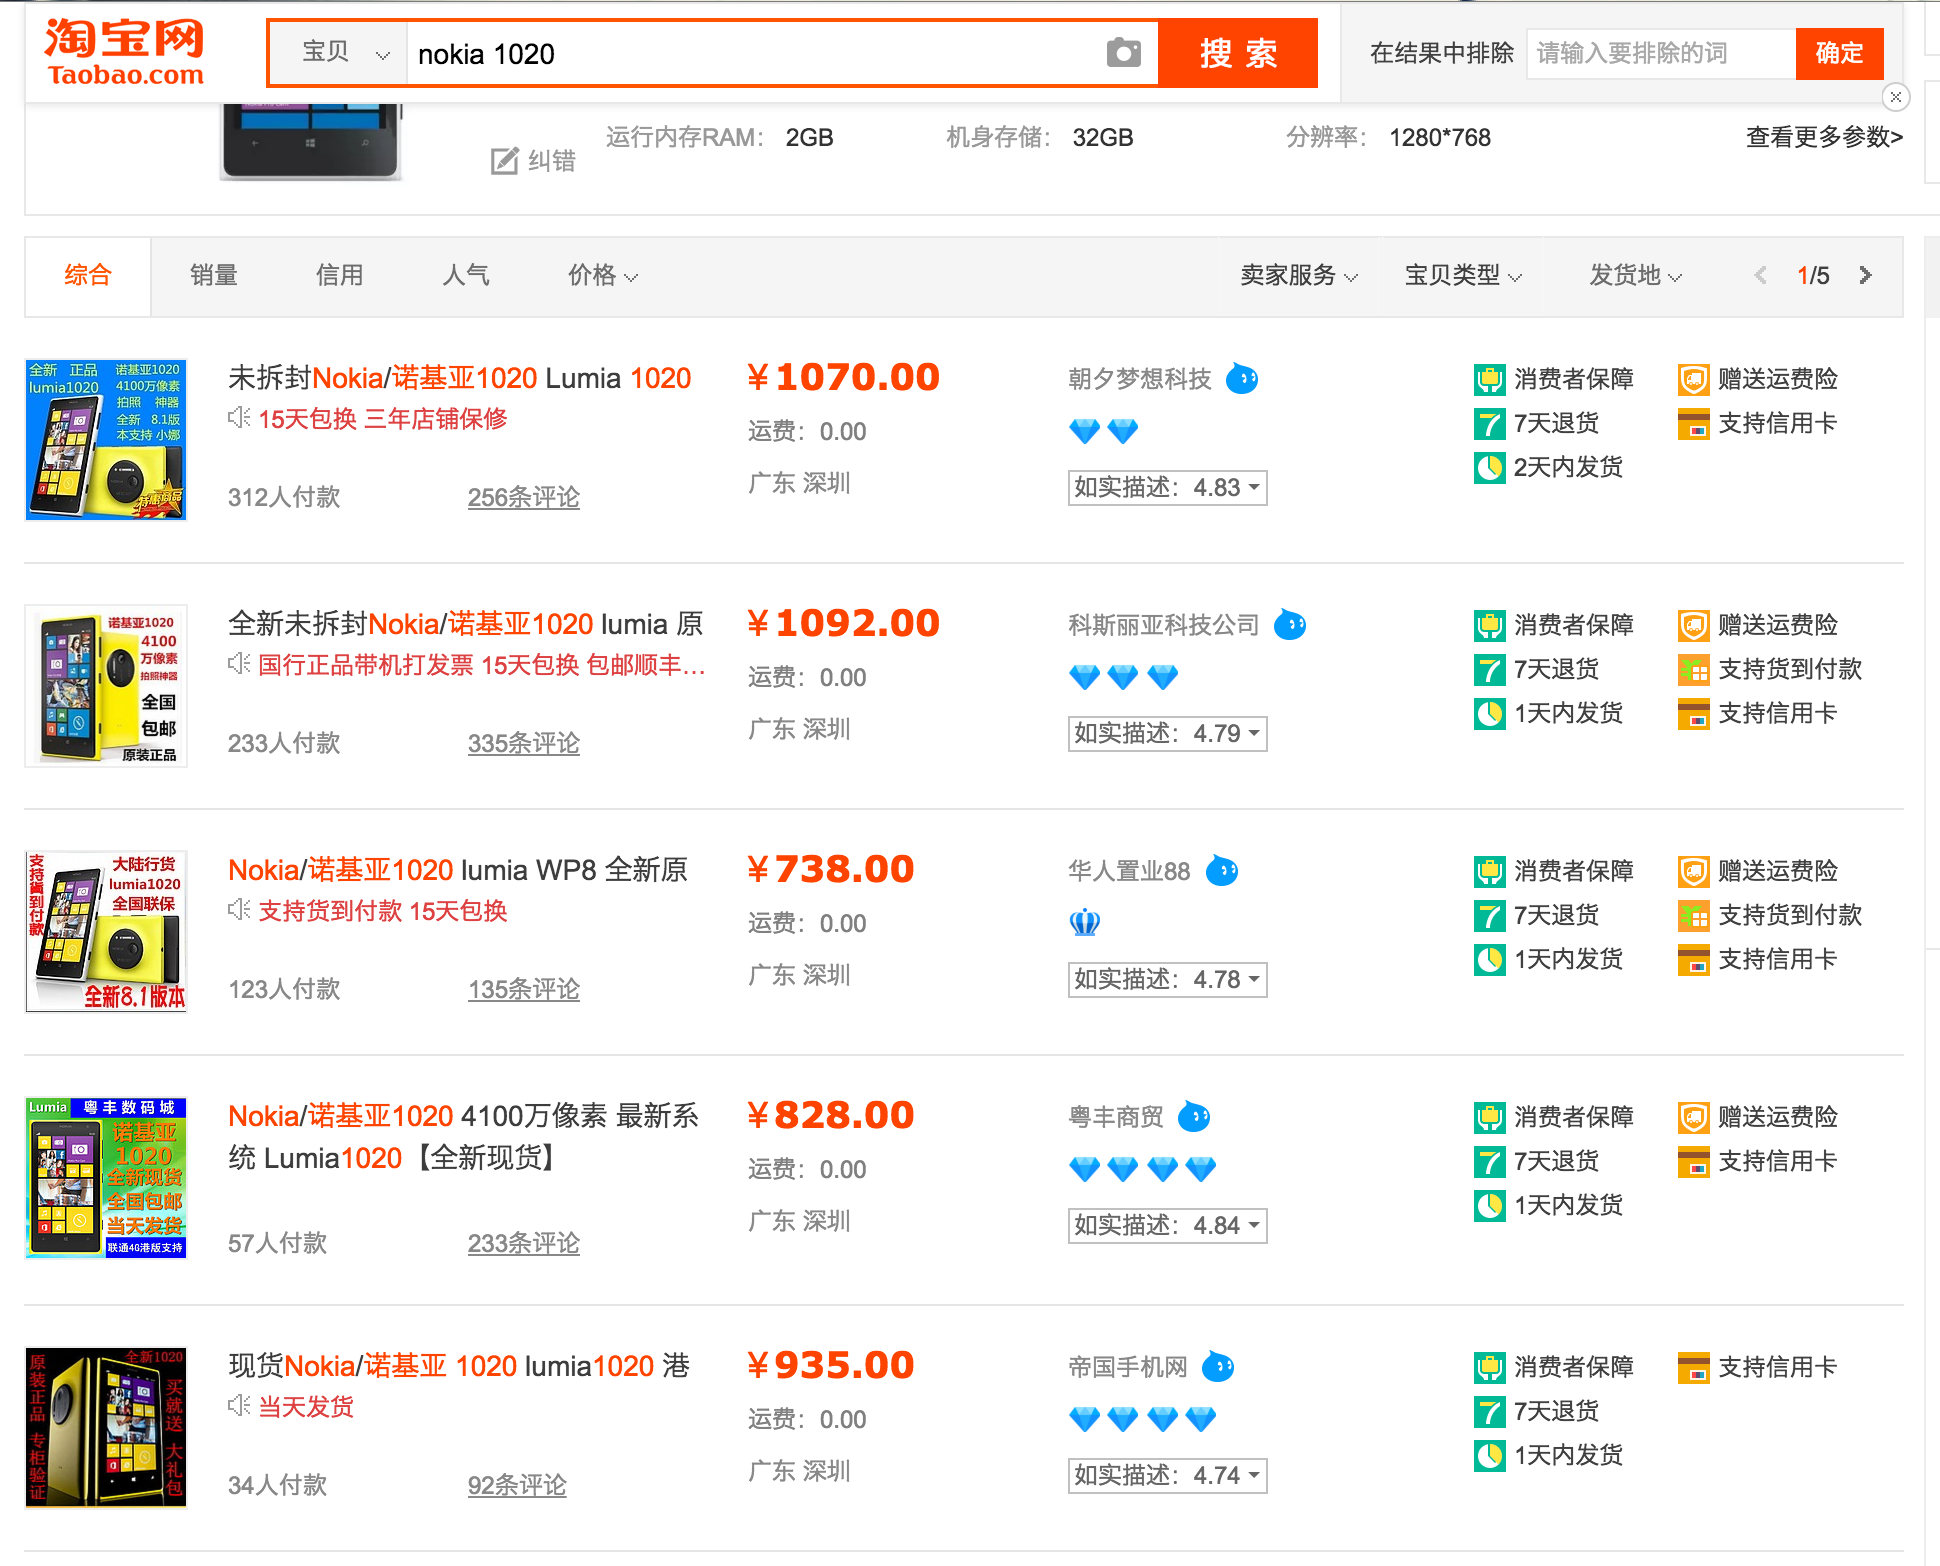 淘宝网
Taobao.com
宝贝
nokia 1020
搜 索
在结果中排除
请输入要排除的词
确定
纠错
运行内存RAM： 2GB
机身存储： 32GB
分辨率： 1280*768
查看更多参数>
综合
销量
信用
人气
价格
卖家服务
宝贝类型
发货地
1/5
全新 正品 诺基亚1020
lumia1020 4100万像素
拍照 神器
全新 8.1版
本支持 小娜
特惠商品
未拆封Nokia/诺基亚1020 Lumia 1020
15天包换 三年店铺保修
312人付款
256条评论
¥1070.00
运费：0.00
广东 深圳
朝夕梦想科技
如实描述：4.83
消费者保障
7天退货
2天内发货
赠送运费险
支持信用卡
诺基亚1020
4100
万像素
拍照神器
全国
包邮
原装正品
全新未拆封Nokia/诺基亚1020 lumia 原
国行正品带机打发票 15天包换 包邮顺丰…
233人付款
335条评论
¥1092.00
运费：0.00
广东 深圳
科斯丽亚科技公司
如实描述：4.79
消费者保障
7天退货
1天内发货
赠送运费险
支持货到付款
支持信用卡
支持貨到付款
大陆行货
lumia1020
全国联保
全新8.1版本
Nokia/诺基亚1020 lumia WP8 全新原
支持货到付款 15天包换
123人付款
135条评论
¥738.00
运费：0.00
广东 深圳
华人置业88
如实描述：4.78
消费者保障
7天退货
1天内发货
赠送运费险
支持货到付款
支持信用卡
Lumia 粤丰数码城
诺基亚
1020
全新现货
全国包邮
当天发货
联通4G港版支持
Nokia/诺基亚1020 4100万像素 最新系
统 Lumia1020【全新现货】
57人付款
233条评论
¥828.00
运费：0.00
广东 深圳
粤丰商贸
如实描述：4.84
消费者保障
7天退货
1天内发货
赠送运费险
支持信用卡
全新1020
原装正品 专柜验证
买就送 大礼包
现货Nokia/诺基亚 1020 lumia1020 港
当天发货
34人付款
92条评论
¥935.00
运费：0.00
广东 深圳
帝国手机网
如实描述：4.74
消费者保障
7天退货
1天内发货
支持信用卡